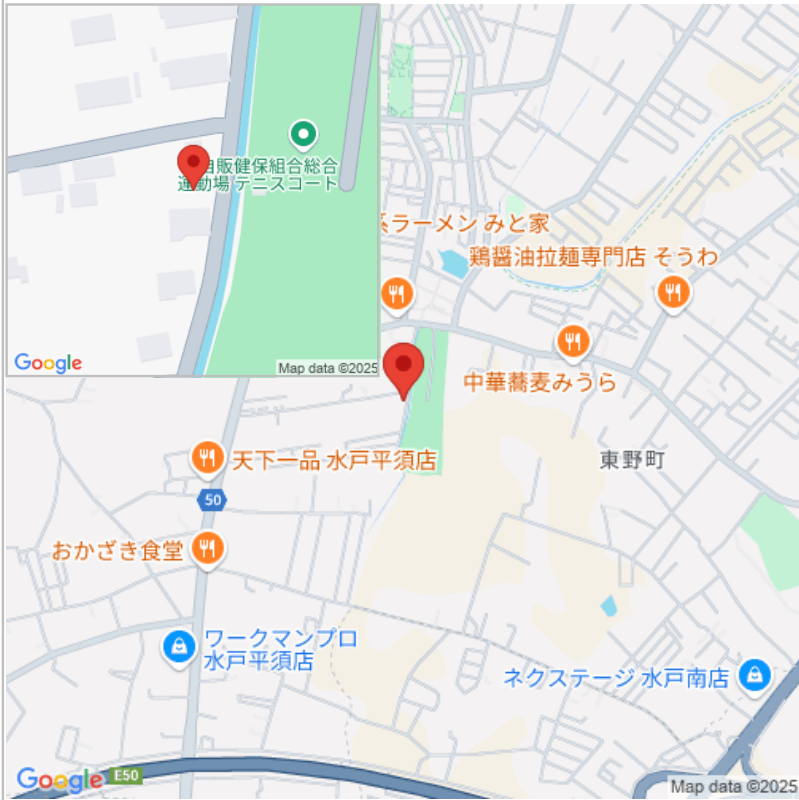 自販健保組合総合
運動場 テニスコート
Google
Map data ©2025
系ラーメン みと家
鶏醤油拉麺専門店 そうわ
中華蕎麦みうら
天下一品 水戸平須店
東野町
50
おかざき食堂
ワークマンプロ
水戸平須店
ネクステージ 水戸南店
Google
E50
Map data ©2025